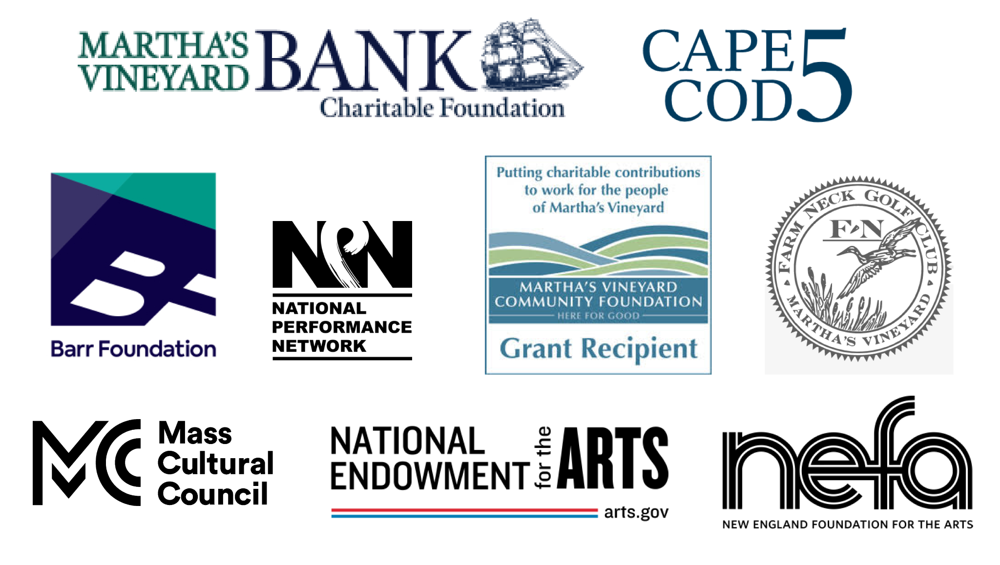 MARTHA'S
VINEYARD
BANK
Charitable Foundation
CAPE
COD
5
Barr Foundation
NPN
NATIONAL
PERFORMANCE
NETWORK
Putting charitable contributions
to work for the people
of Martha's Vineyard
MARTHA'S VINEYARD
COMMUNITY FOUNDATION
HERE FOR GOOD
Grant Recipient
FARM NECK GOLF CLUB
F N
MARTHA'S VINEYARD
MC
Mass
Cultural
Council
NATIONAL
ENDOWMENT
for the
ARTS
arts.gov
nefa
NEW ENGLAND FOUNDATION FOR THE ARTS